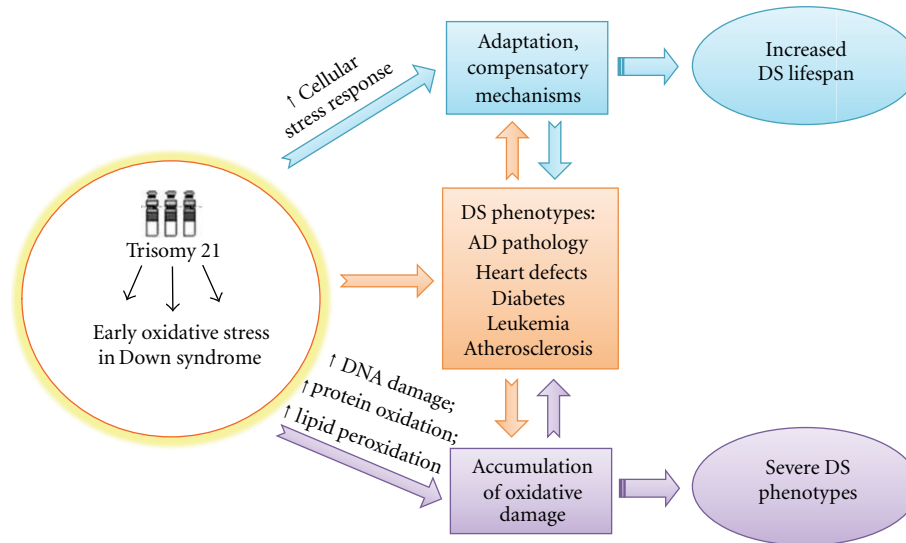 Adaptation,
compensatory
mechanisms
Increased
DS lifespan
↑ Cellular
stress response
Trisomy 21
Early oxidative stress
in Down syndrome
DS phenotypes:
AD pathology
Heart defects
Diabetes
Leukemia
Atherosclerosis
↑ DNA damage;
↑ protein oxidation;
↑ lipid peroxidation
Accumulation
of oxidative
damage
Severe DS
phenotypes